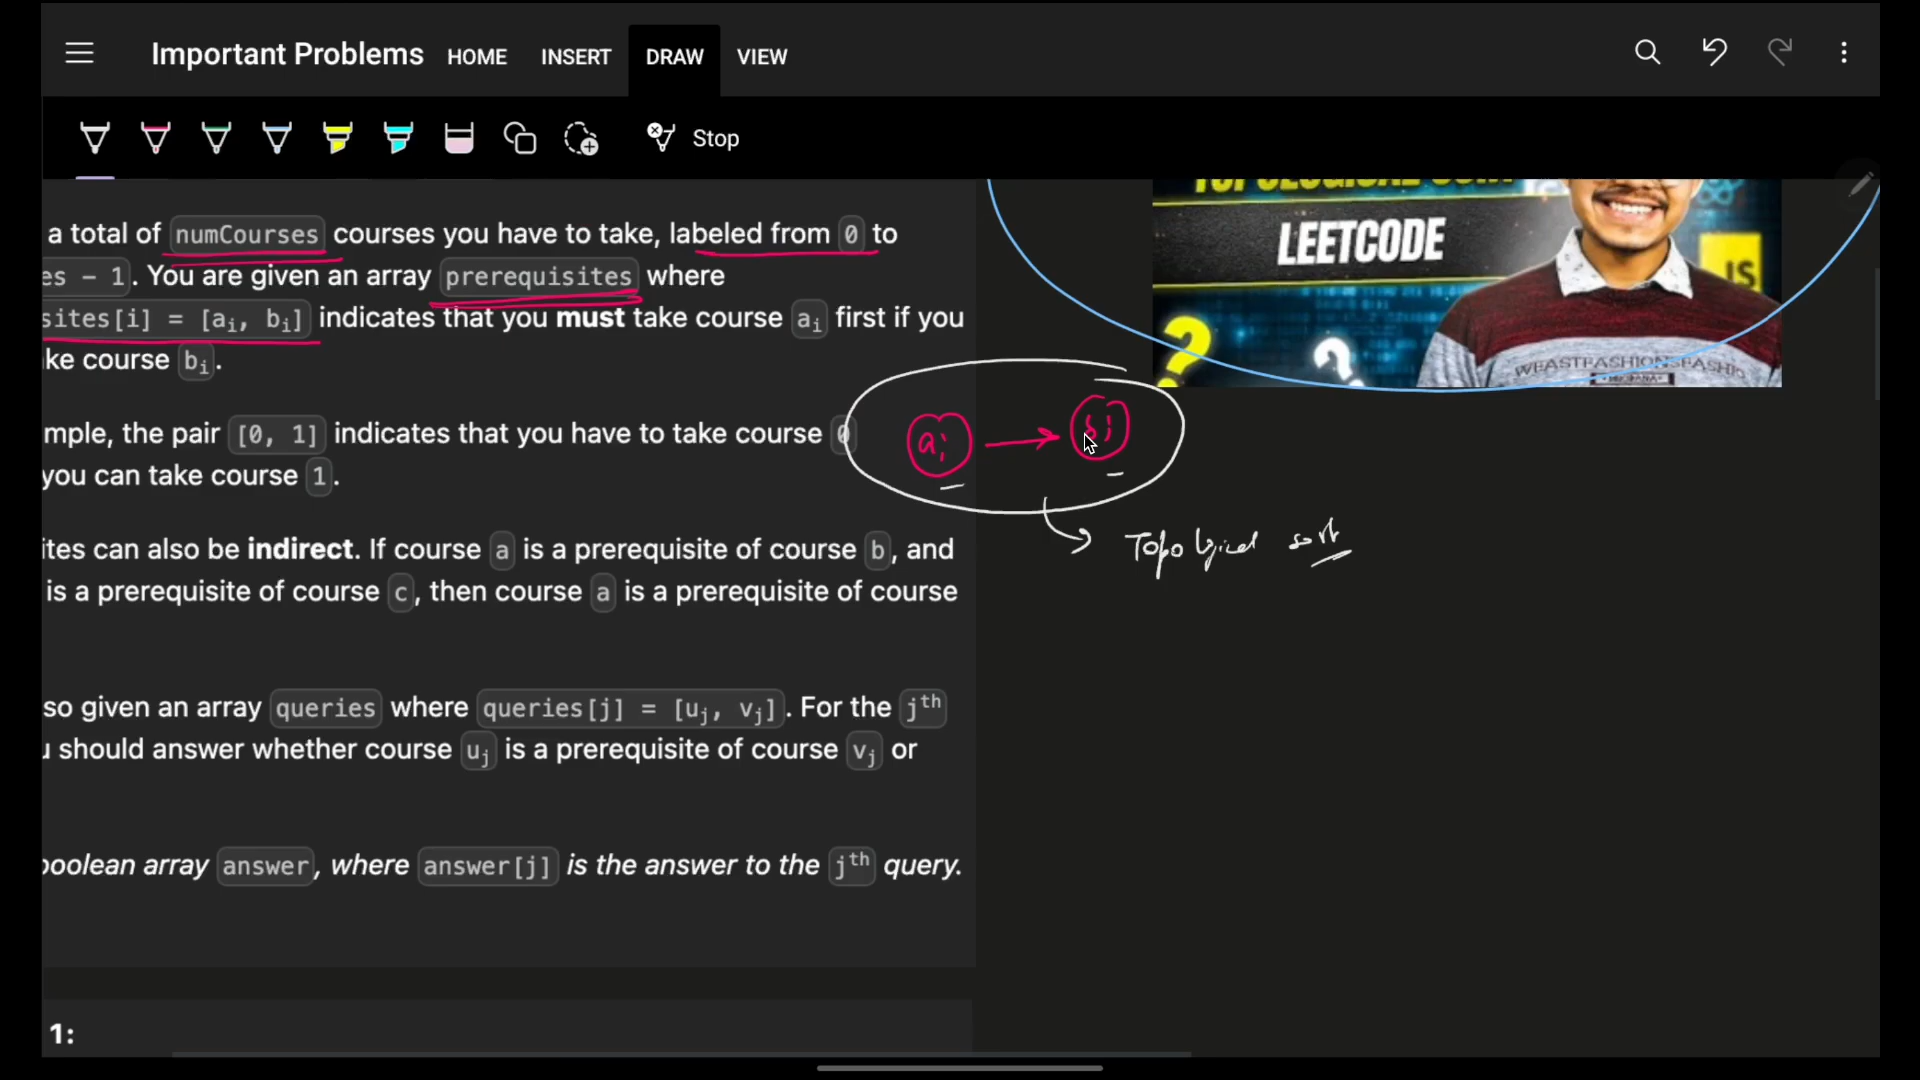 Important Problems HOME INSERT DRAW VIEW
Stop
a total of numCourses courses you have to take, labeled from 0 to
es - 1. You are given an array prerequisites where
sites[i] = [ai, bi] indicates that you must take course ai first if you
ke course bi.
mple, the pair [0, 1] indicates that you have to take course 0
you can take course 1.
ites can also be indirect. If course a is a prerequisite of course b, and
is a prerequisite of course c, then course a is a prerequisite of course
so given an array queries where queries[j] = [uj, vj]. For the jth
u should answer whether course uj is a prerequisite of course vj or
boolean array answer, where answer[j] is the answer to the jth query.
1:
TOPOLOGICAL SORT
LEETCODE
JS
WEASTFASHIONSFASHIO
ai → bi
Topological sort